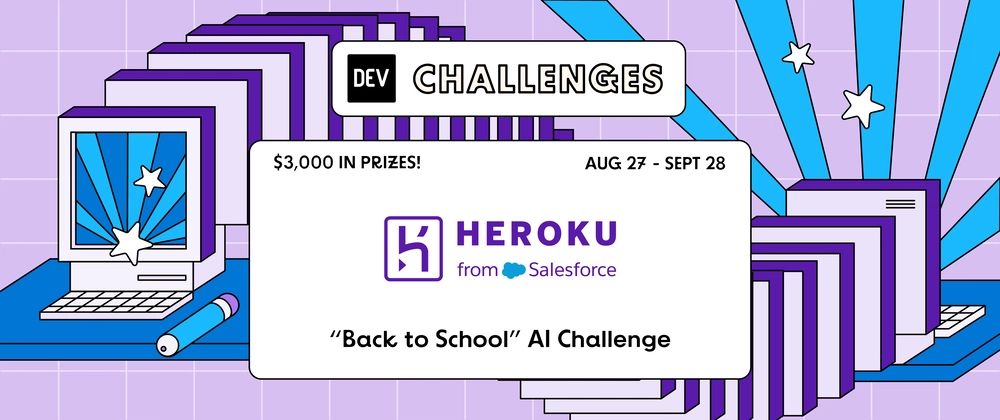 DEV CHALLENGES
$3,000 IN PRIZES!
AUG 27 - SEPT 28
HEROKU
from Salesforce
“Back to School” AI Challenge